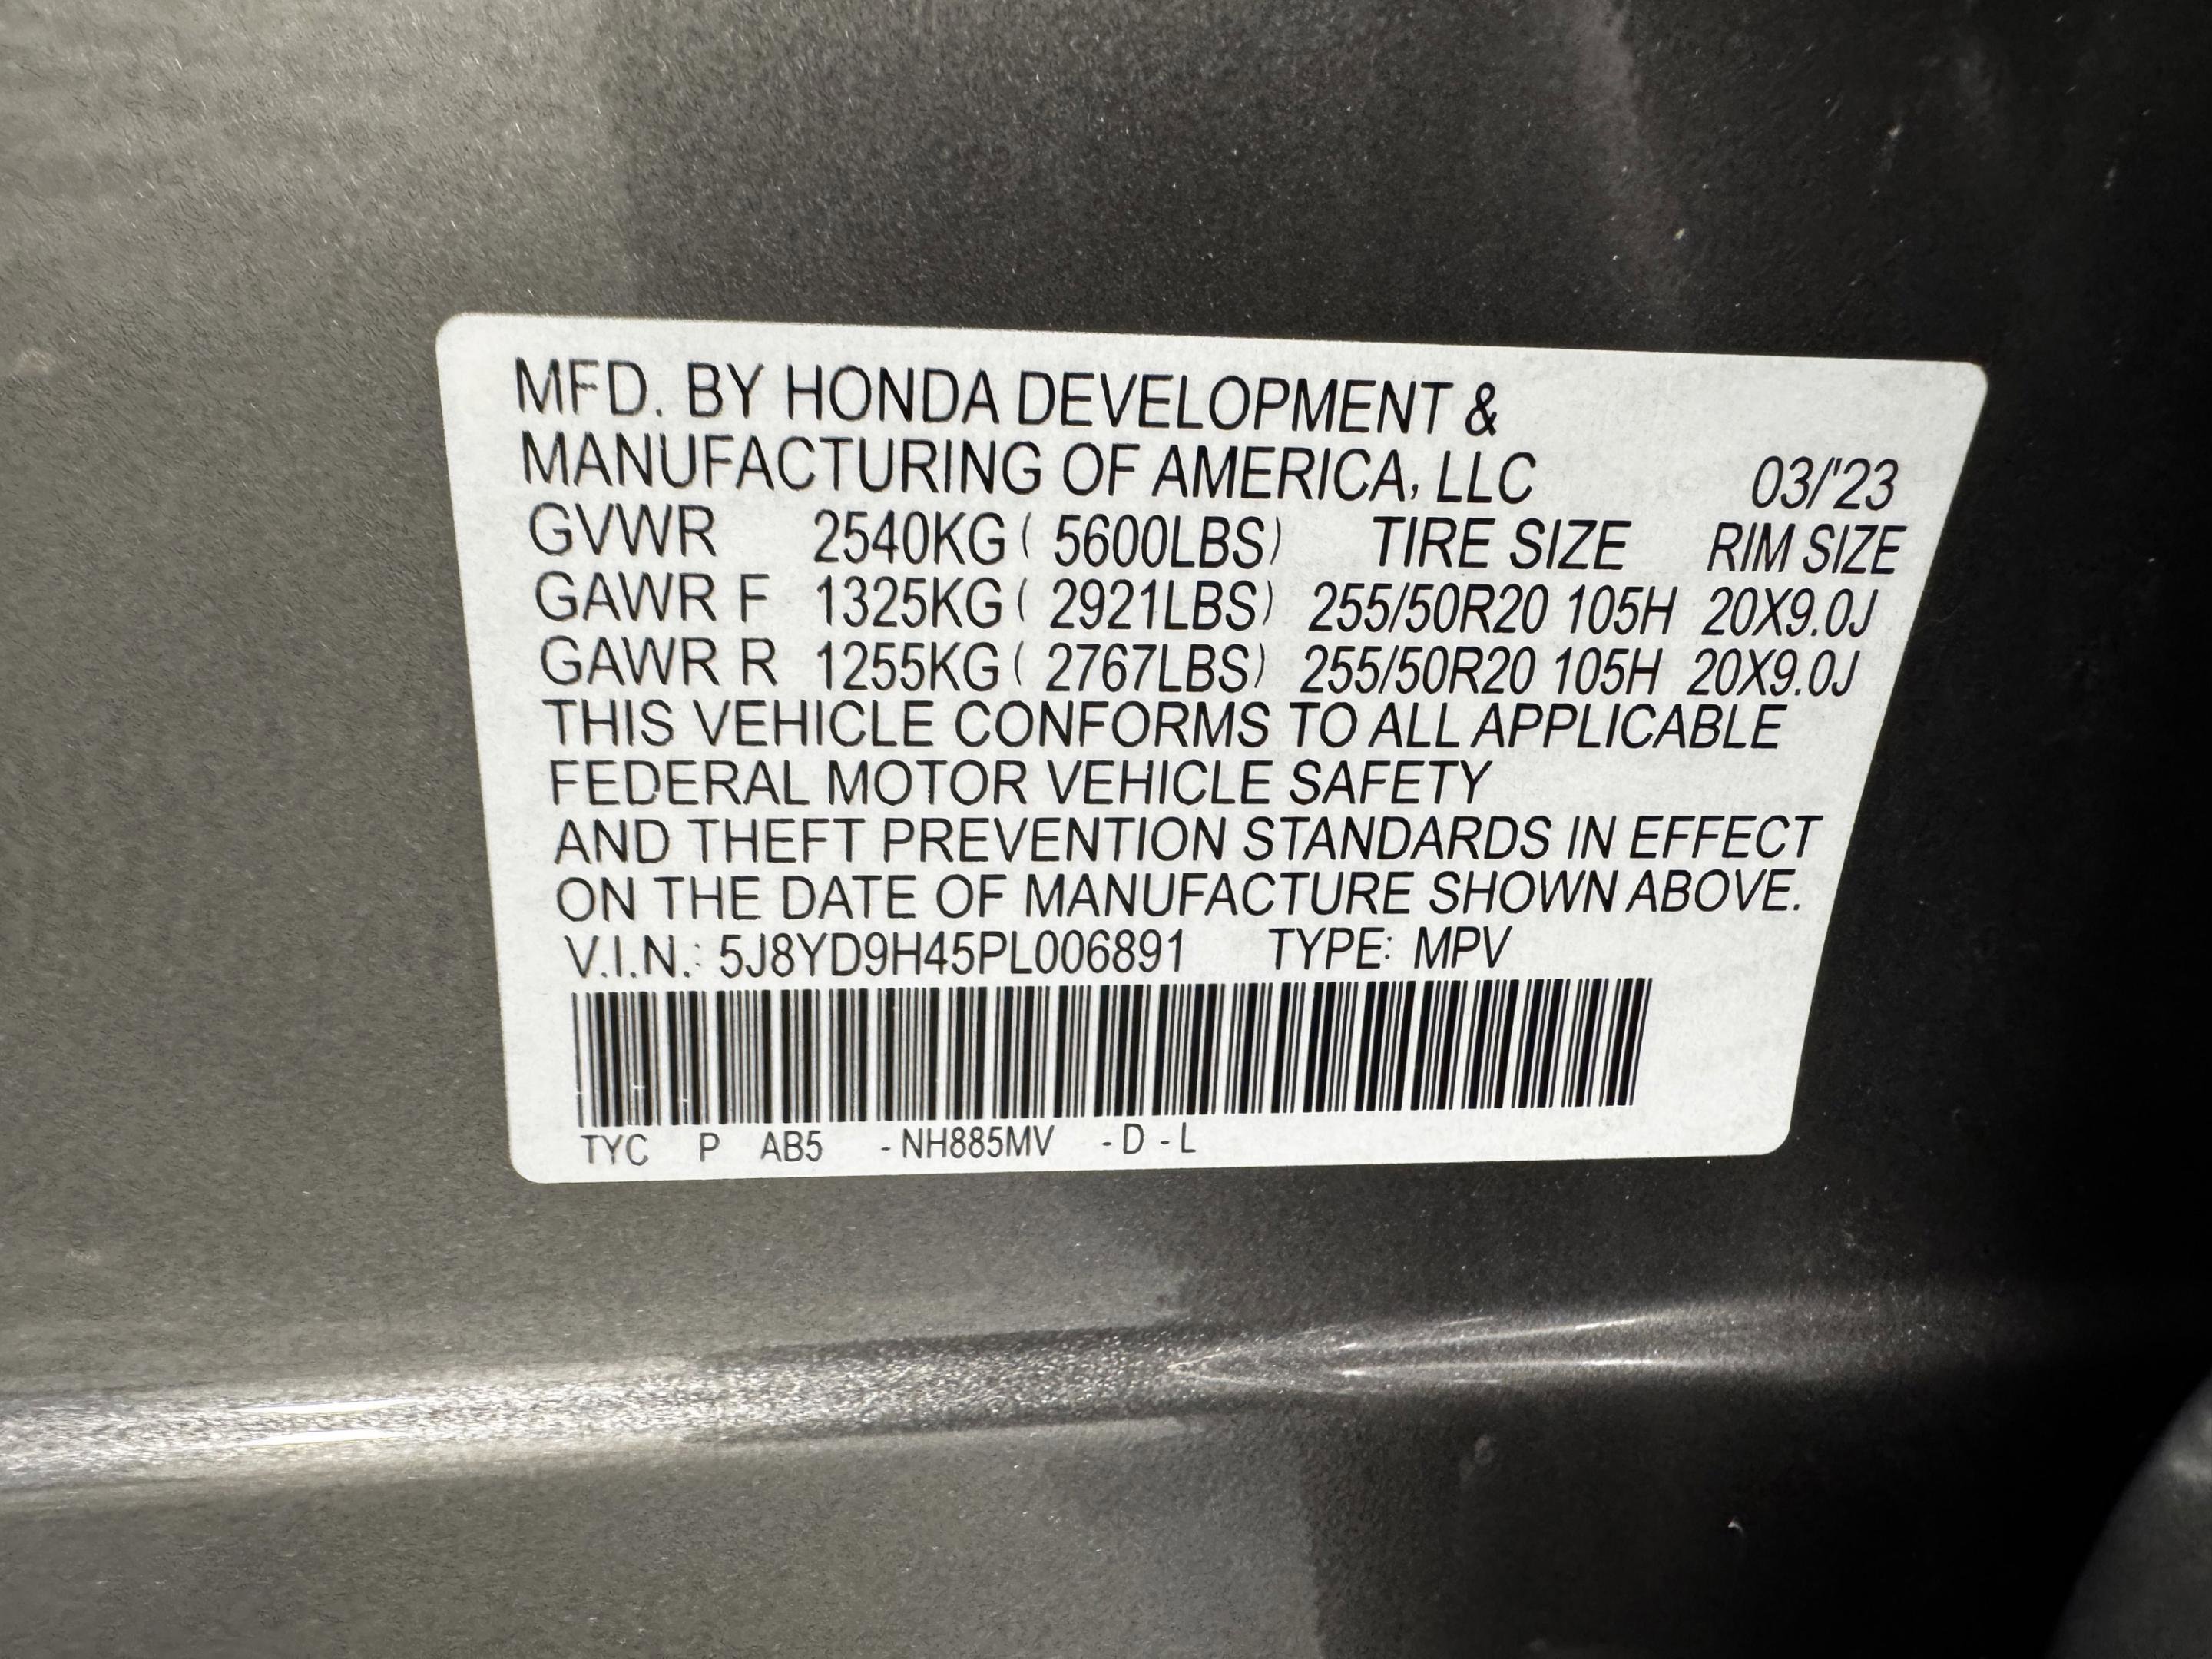 MFD. BY HONDA DEVELOPMENT &
MANUFACTURING OF AMERICA, LLC 03/'23
GVWR 2540KG ( 5600LBS) TIRE SIZE RIM SIZE
GAWR F 1325KG ( 2921LBS) 255/50R20 105H 20X9.0J
GAWR R 1255KG ( 2767LBS) 255/50R20 105H 20X9.0J
THIS VEHICLE CONFORMS TO ALL APPLICABLE
FEDERAL MOTOR VEHICLE SAFETY
AND THEFT PREVENTION STANDARDS IN EFFECT
ON THE DATE OF MANUFACTURE SHOWN ABOVE.
V.I.N.: 5J8YD9H45PL006891 TYPE: MPV
TYC P AB5 - NH885MV - D - L